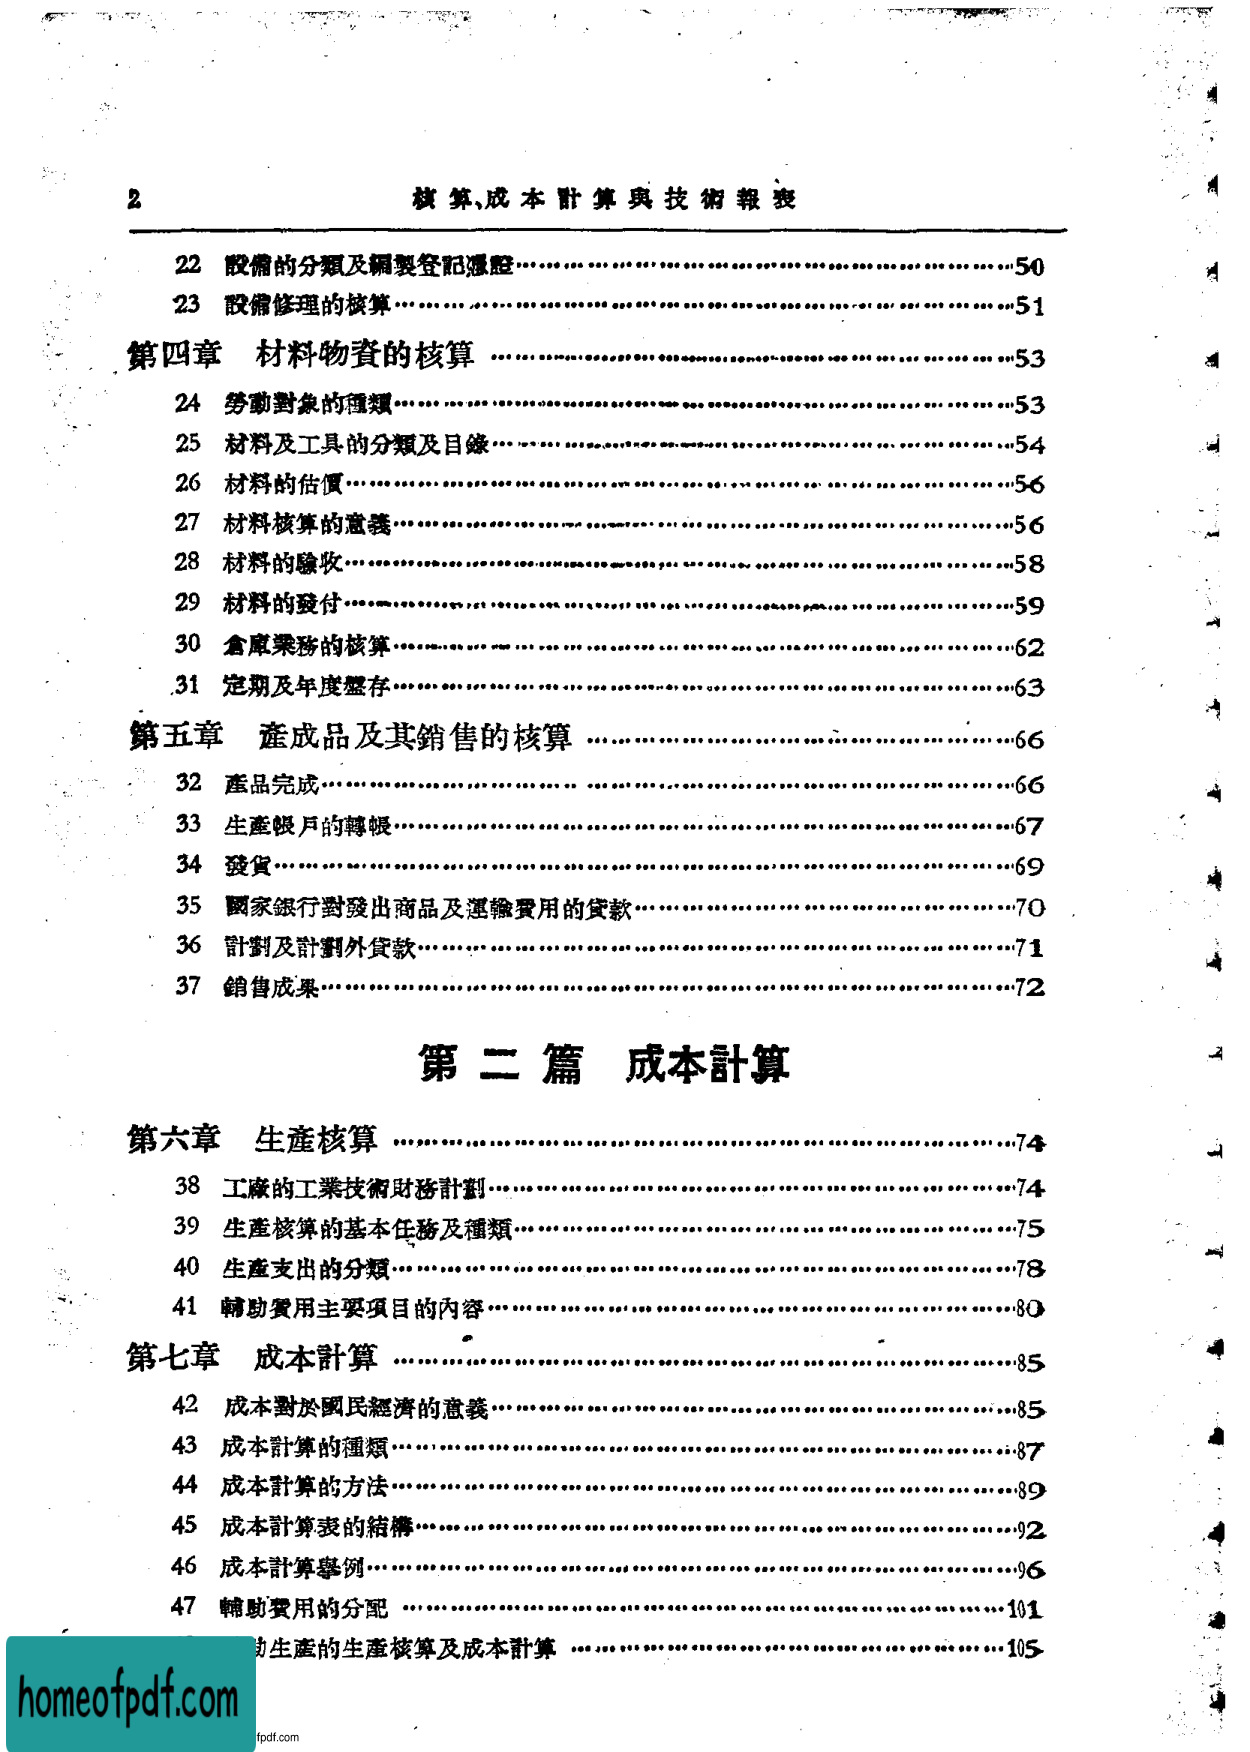 2 核算、成本計算與技術報表
22 設備的分類及編製登記憑證…50
23 設備修理的核算…51
第四章 材料物資的核算…53
24 勞動對象的種類…53
25 材料及工具的分類及目錄…54
26 材料的估價…56
27 材料核算的意義…56
28 材料的驗收…58
29 材料的發付…59
30 倉庫業務的核算…62
31 定期及年度盤存…63
第五章 產成品及其銷售的核算…66
32 產品完成…66
33 生產帳戶的轉帳…67
34 發貨…69
35 國家銀行對發出商品及運輸費用的貸款…70
36 計劃及計劃外貸款…71
37 銷售成果…72
第二篇 成本計算
第六章 生產核算…74
38 工廠的工業技術財務計劃…74
39 生產核算的基本任務及種類…75
40 生產支出的分類…78
41 輔助費用主要項目的內容…80
第七章 成本計算…85
42 成本對於國民經濟的意義…85
43 成本計算的種類…87
44 成本計算的方法…89
45 成本計算表的結構…92
46 成本計算舉例…96
47 輔助費用的分配…101
助生產的生產核算及成本計算…105
homeofpdf.com
fpdf.com